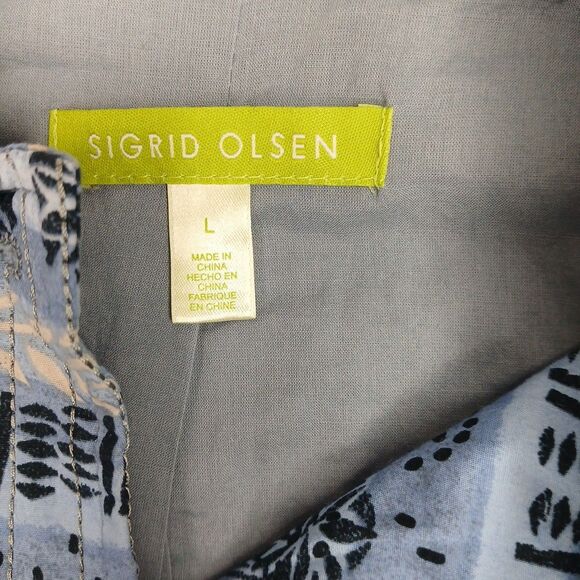 SIGRID OLSEN
L
MADE IN
CHINA
HECHO EN
CHINA
FABRIQUE
EN CHINE